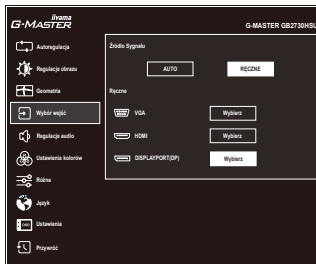 iiyama
G-MASTER
G-MASTER GB2730HSU
Autoregulacja
Regulacje obrazu
Geometria
Wybór wejść
Regulacje audio
Ustawienia kolorów
Różne
Język
Ustawienia
Przywróć
Źródło Sygnału
AUTO RĘCZNE
Ręczne
VGA Wybierz
HDMI Wybierz
DISPLAYPORT(DP) Wybierz